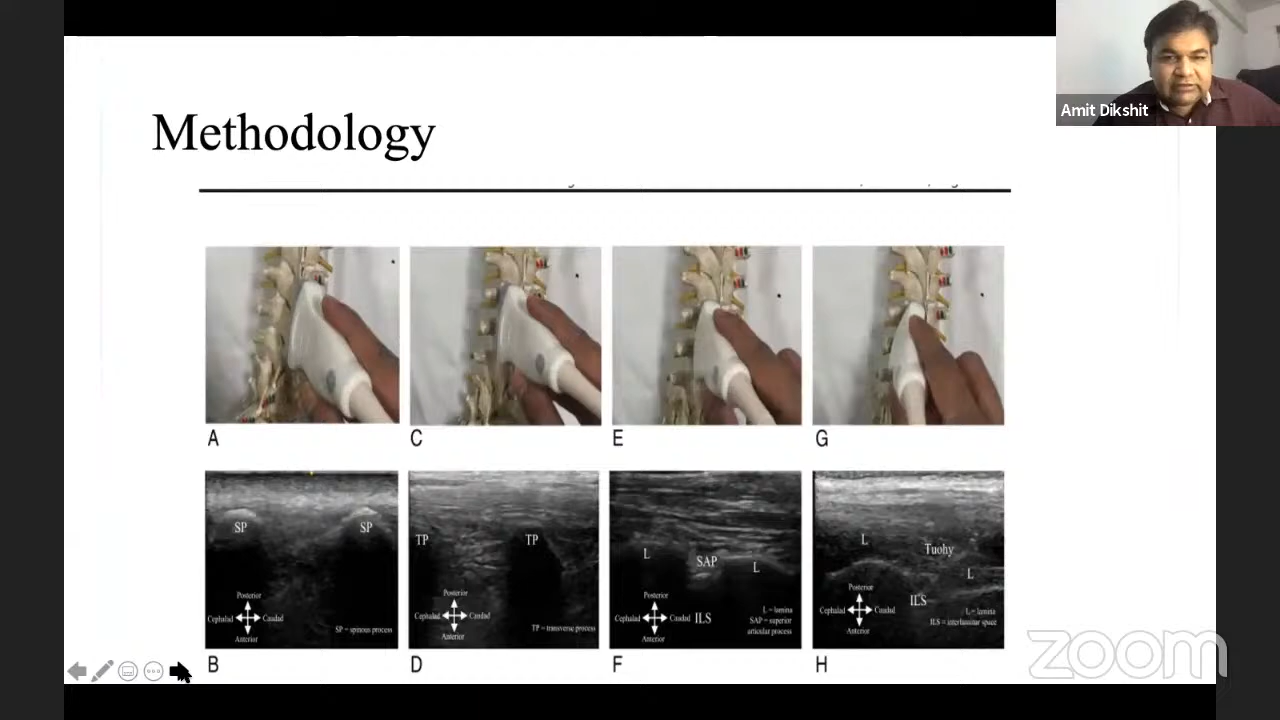 Amit Dikshit
Methodology
A
C
E
G
SP
SP
Posterior
Cephalad
Caudad
Anterior
SP = spinous process
TP
TP
Posterior
Cephalad
Caudad
Anterior
TP = transverse process
L
SAP
L
Posterior
Cephalad
Caudad
ILS
Anterior
L = lamina
SAP = superior
articular process
L
Tuohy
L
Posterior
Cephalad
Caudad
ILS
Anterior
L = lamina
ILS = interlaminar space
B
D
F
H
zoom